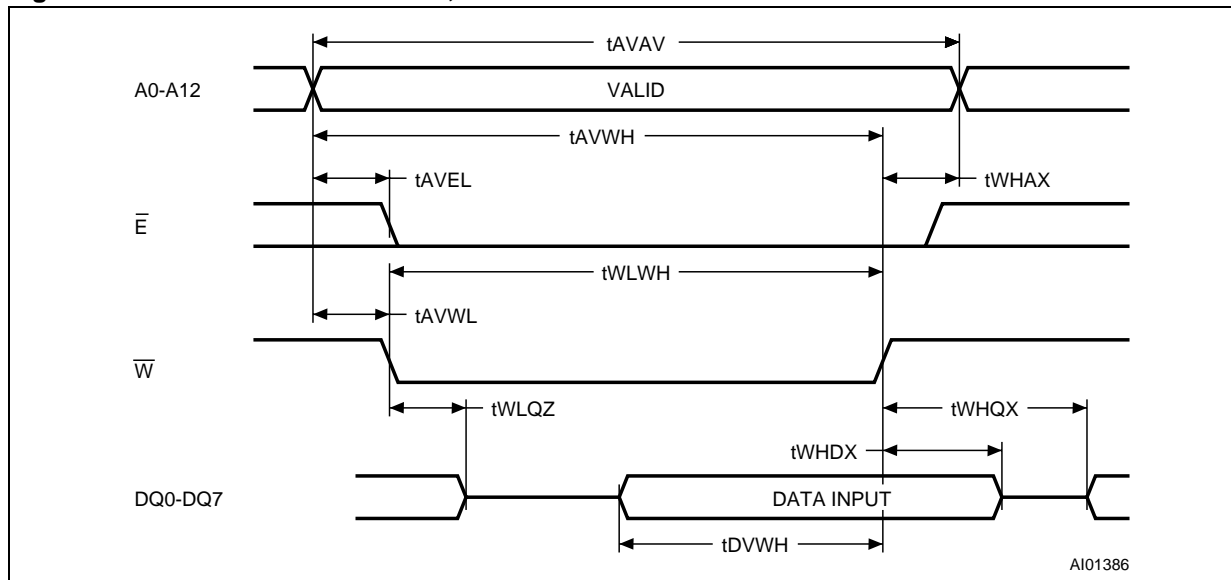 tAVAV
A0-A12
VALID
tAVWH
tAVEL
tWHAX
E̅
tWLWH
tAVWL
W̅
tWLQZ
tWHQX
tWHDX
DQ0-DQ7
DATA INPUT
tDVWH
AI01386